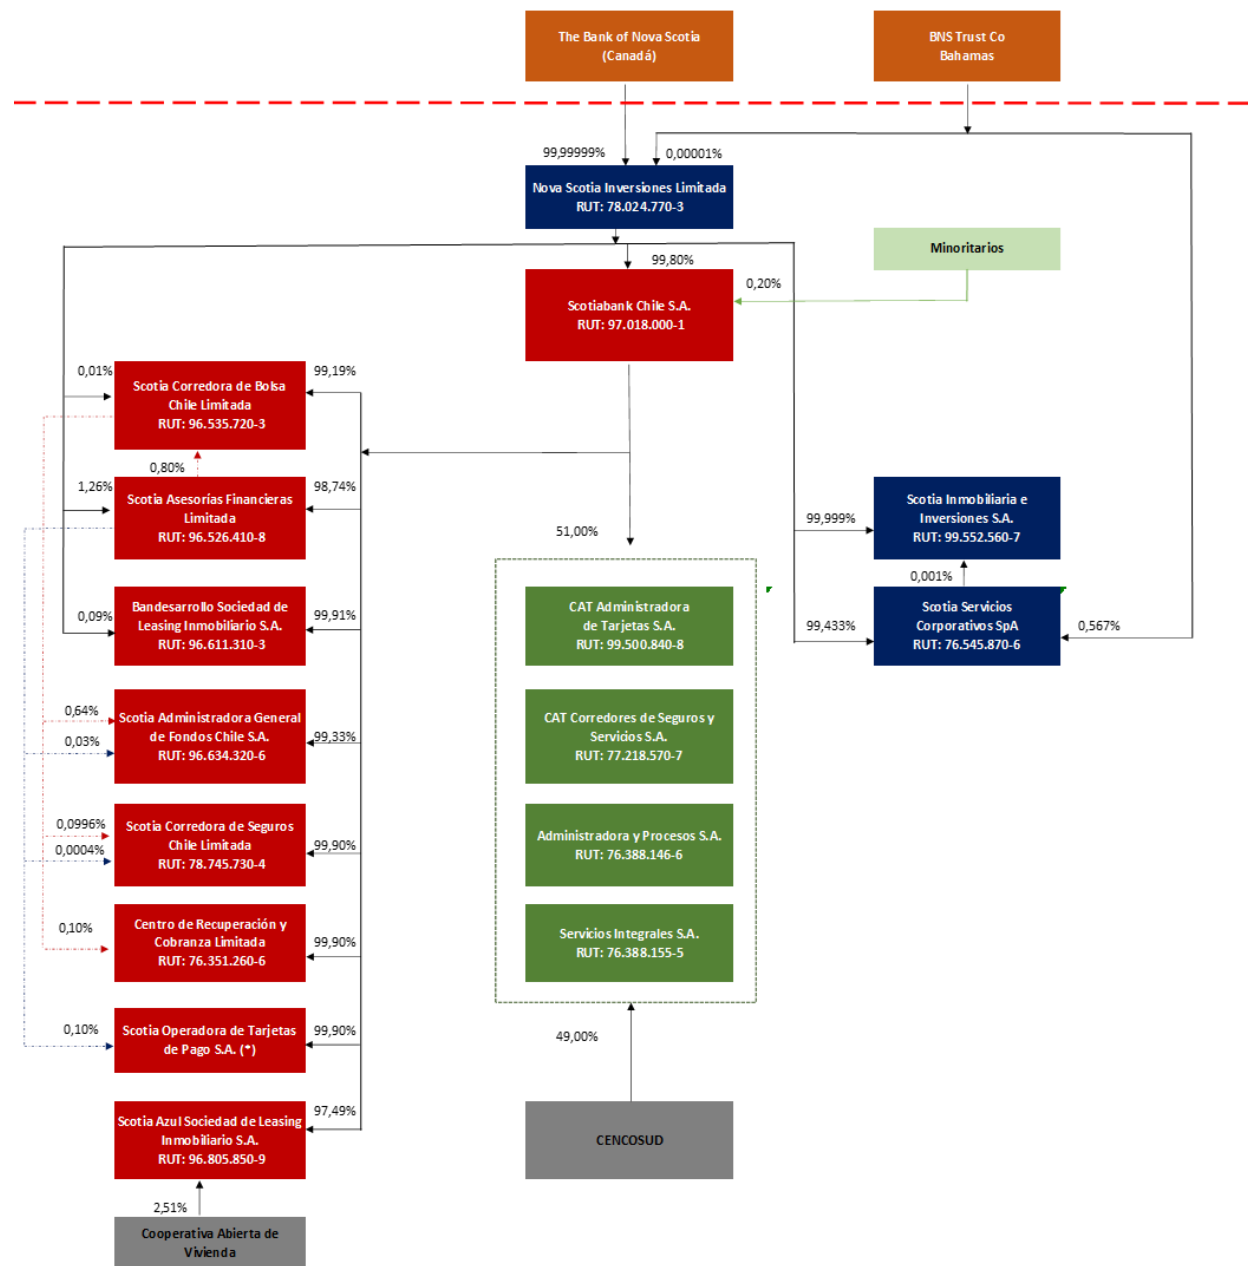 The Bank of Nova Scotia
(Canadá)
BNS Trust Co
Bahamas
99,99999%
0,00001%
Nova Scotia Inversiones Limitada
RUT: 78.024.770-3
Minoritarios
99,80%
0,20%
Scotiabank Chile S.A.
RUT: 97.018.000-1
0,01%
Scotia Corredora de Bolsa
Chile Limitada
RUT: 96.535.720-3
99,19%
0,80%
1,26%
Scotia Asesorías Financieras
Limitada
RUT: 96.526.410-8
98,74%
51,00%
99,999%
Scotia Inmobiliaria e
Inversiones S.A.
RUT: 99.552.560-7
0,001%
0,09%
Bandesarrollo Sociedad de
Leasing Inmobiliario S.A.
RUT: 96.611.310-3
99,91%
CAT Administradora
de Tarjetas S.A.
RUT: 99.500.840-8
99,433%
Scotia Servicios
Corporativos SpA
RUT: 76.545.870-6
0,567%
0,64%
0,03%
Scotia Administradora General
de Fondos Chile S.A.
RUT: 96.634.320-6
99,33%
CAT Corredores de Seguros y
Servicios S.A.
RUT: 77.218.570-7
0,0996%
0,0004%
Scotia Corredora de Seguros
Chile Limitada
RUT: 78.745.730-4
99,90%
Administradora y Procesos S.A.
RUT: 76.388.146-6
0,10%
Centro de Recuperación y
Cobranza Limitada
RUT: 76.351.260-6
99,90%
Servicios Integrales S.A.
RUT: 76.388.155-5
0,10%
Scotia Operadora de Tarjetas
de Pago S.A. (*)
99,90%
49,00%
Scotia Azul Sociedad de Leasing
Inmobiliario S.A.
RUT: 96.805.850-9
97,49%
CENCOSUD
2,51%
Cooperativa Abierta de
Vivienda